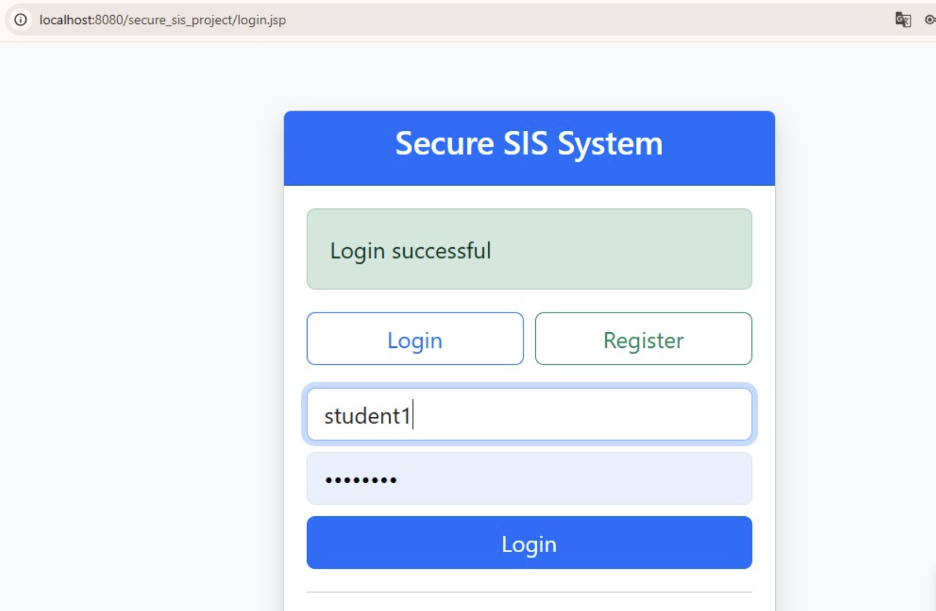 localhost:8080/secure_sis_project/login.jsp
Secure SIS System
Login successful
Login Register
student1
••••••••
Login